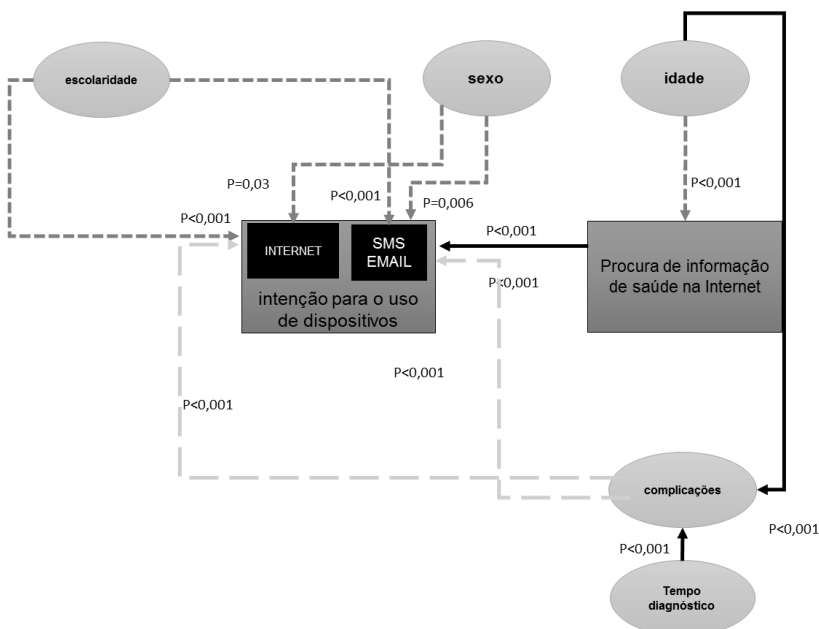 escolaridade
sexo
idade
P=0,03
P<0,001
P=0,006
P<0,001
P<0,001
P<0,001
INTERNET
SMS
EMAIL
intenção para o uso
de dispositivos
Procura de informação
de saúde na Internet
P<0,001
P<0,001
P<0,001
complicações
P<0,001
P<0,001
Tempo
diagnóstico